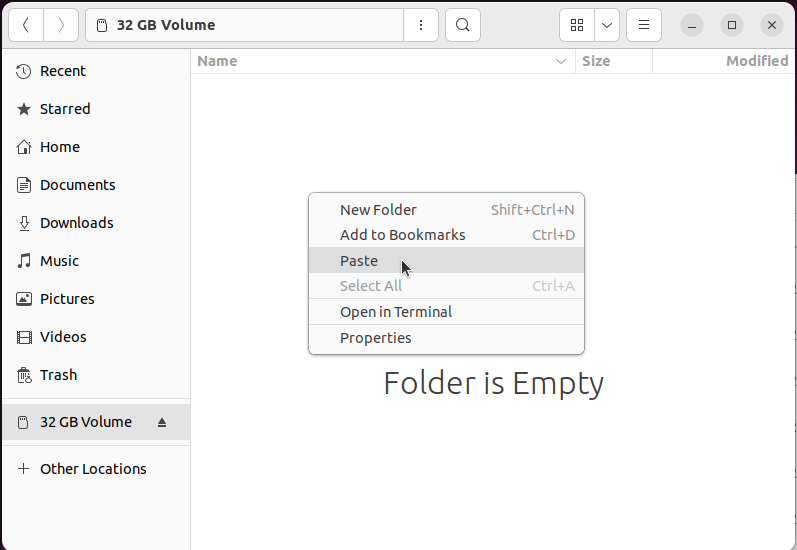 32 GB Volume
Name Size Modified
Recent
Starred
Home
Documents
Downloads
Music
Pictures
Videos
Trash
32 GB Volume
Other Locations
New Folder Shift+Ctrl+N
Add to Bookmarks Ctrl+D
Paste
Select All Ctrl+A
Open in Terminal
Properties
Folder is Empty